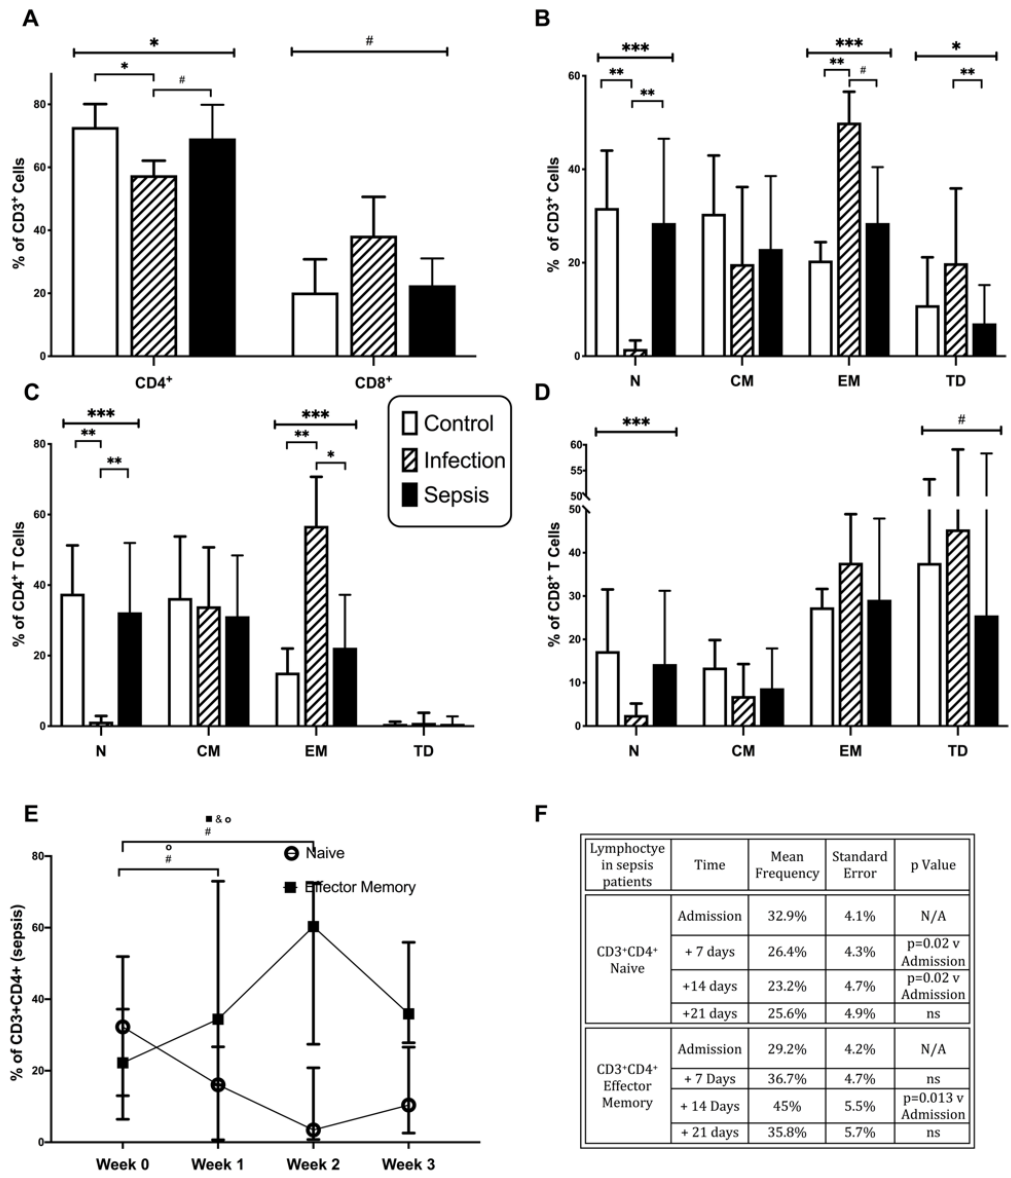 A
*
#
*
#
% of CD3+ Cells
80
60
40
20
0
CD4+
CD8+
B
***
***
*
**
**
**
#
**
% of CD3+ Cells
60
40
20
0
N
CM
EM
TD
C
***
***
**
**
**
*
% of CD4+ T Cells
80
60
40
20
0
N
CM
EM
TD
Control
Infection
Sepsis
D
***
#
% of CD8+ T Cells
60
55
50
50
40
30
20
10
0
N
CM
EM
TD
E
■ & o
#
o
#
Naive
Effector Memory
% of CD3+CD4+ (sepsis)
80
60
40
20
0
Week 0
Week 1
Week 2
Week 3
F
Lymphoctye
in sepsis
patients
Time
Mean
Frequency
Standard
Error
p Value
CD3+CD4+
Naive
Admission
32.9%
4.1%
N/A
+ 7 days
26.4%
4.3%
p=0.02 v
Admission
+14 days
23.2%
4.7%
p=0.02 v
Admission
+21 days
25.6%
4.9%
ns
CD3+CD4+
Effector
Memory
Admission
29.2%
4.2%
N/A
+ 7 Days
36.7%
4.7%
ns
+ 14 Days
45%
5.5%
p=0.013 v
Admission
+ 21 days
35.8%
5.7%
ns